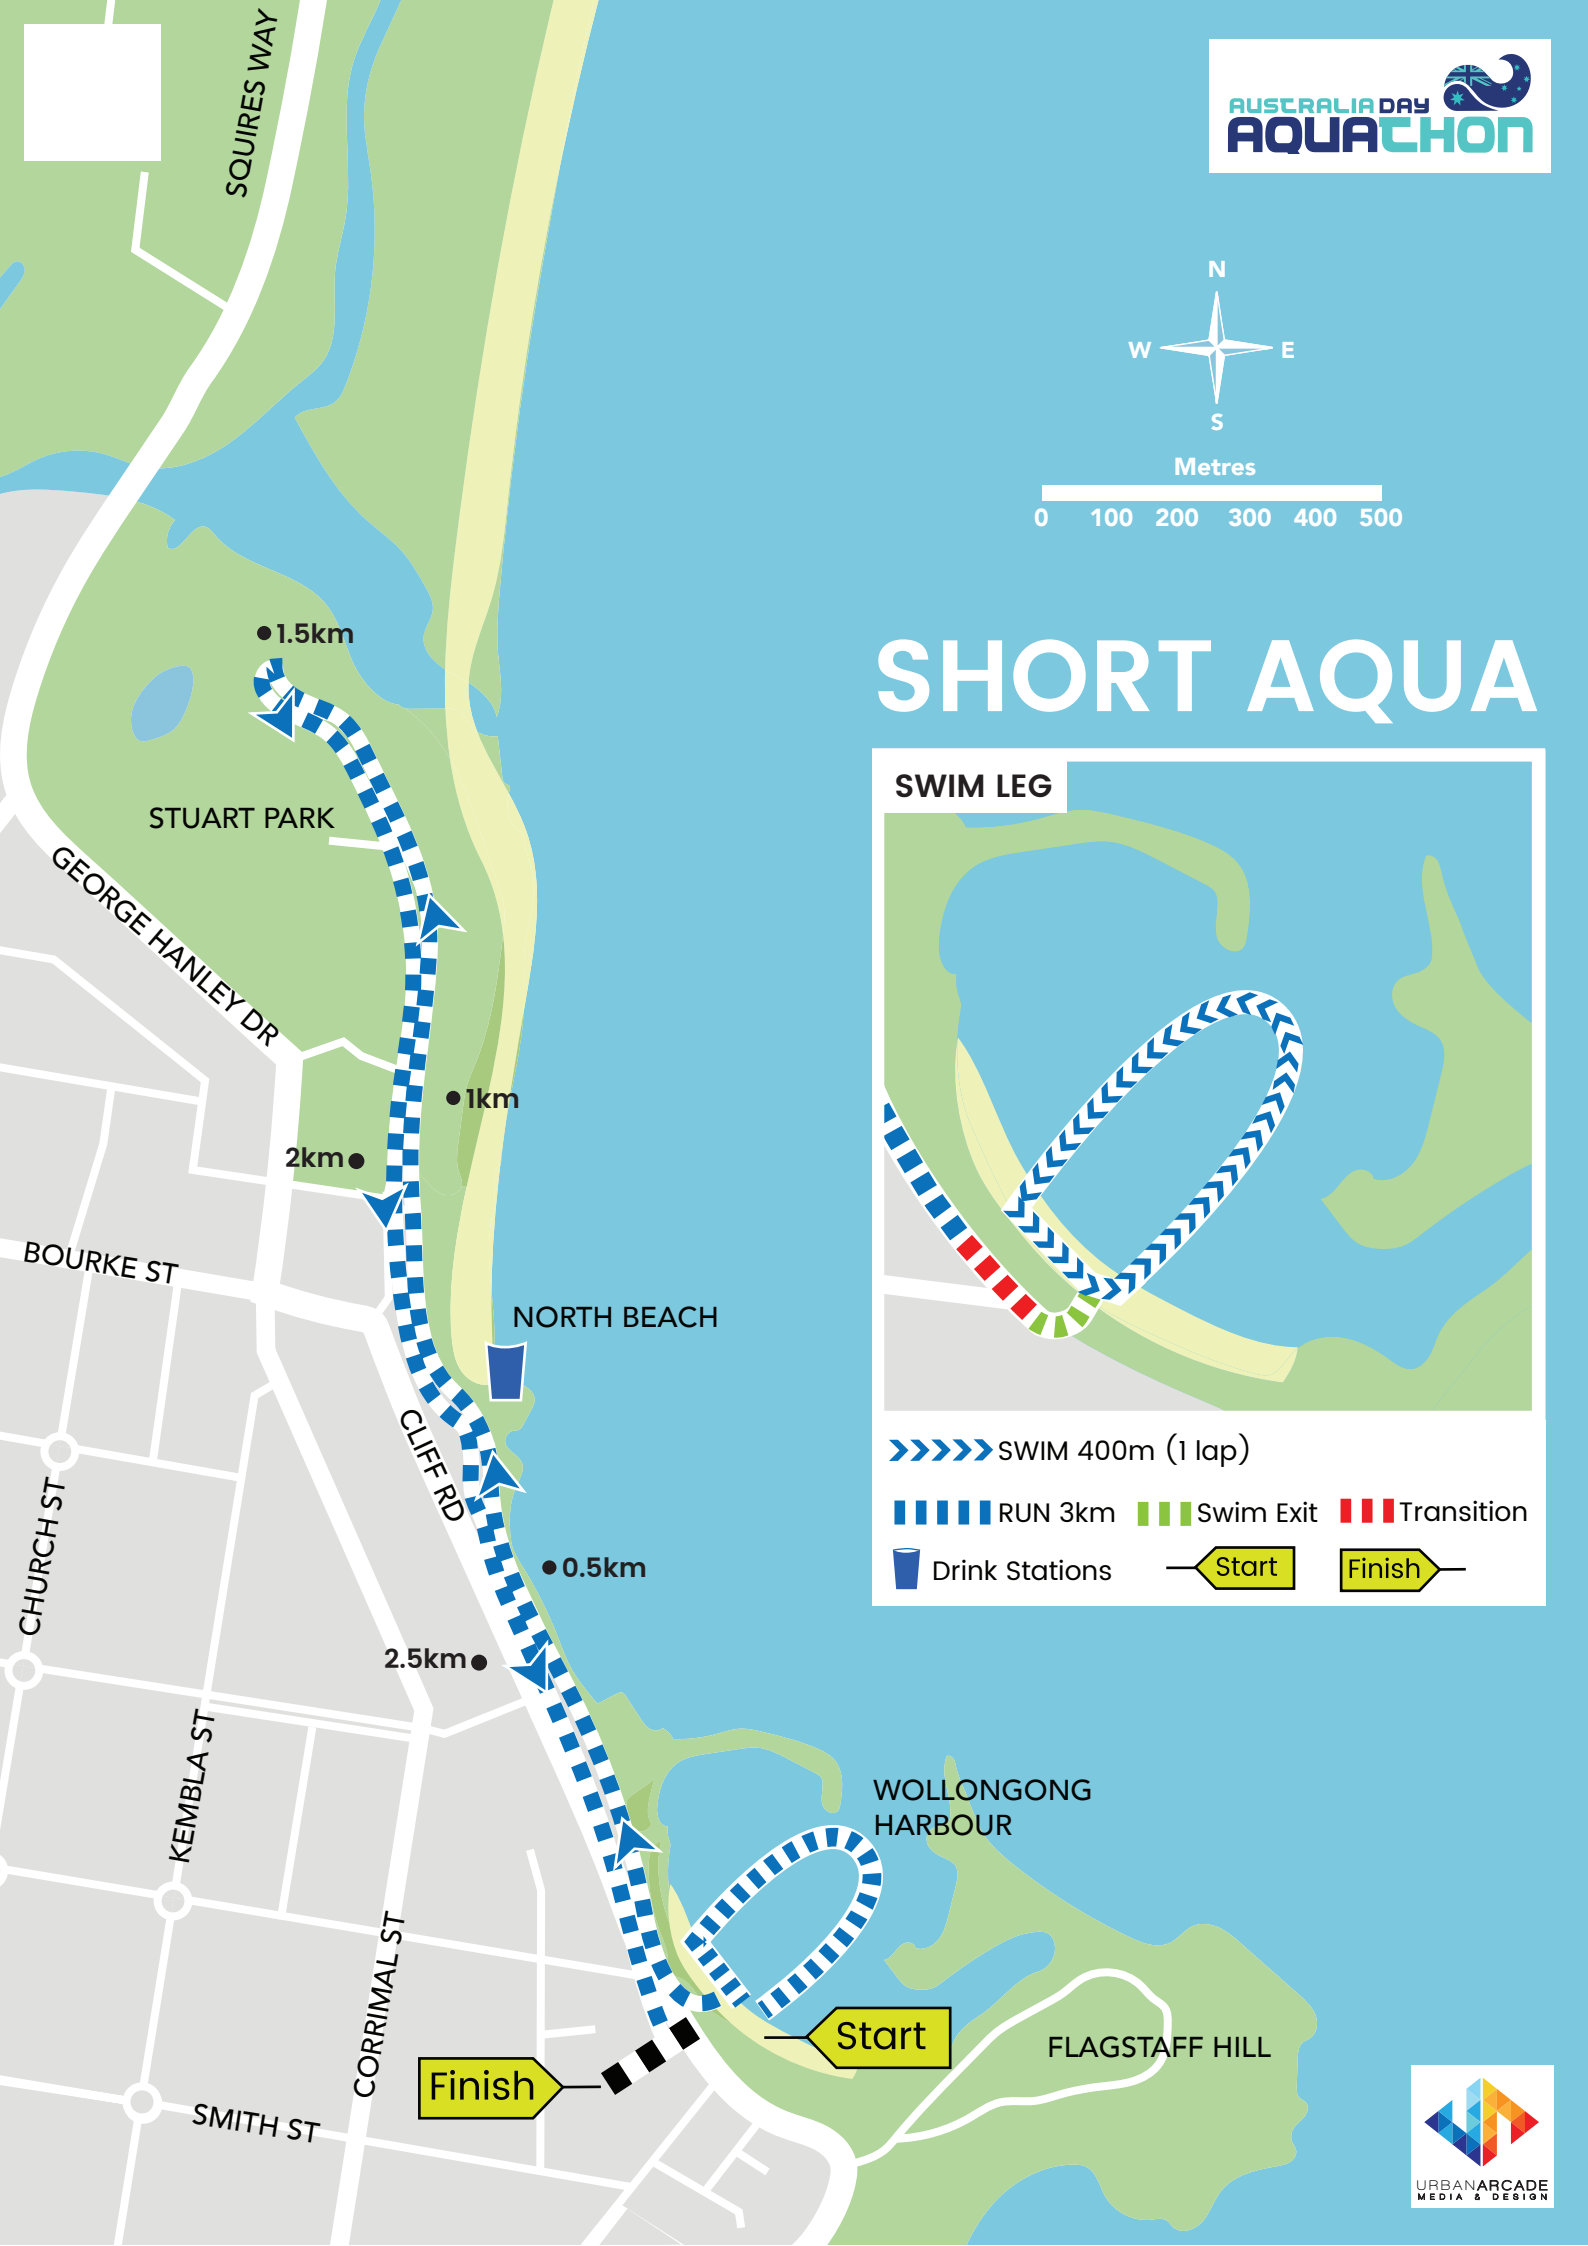 SQUIRES WAY
AUSTRALIA DAY
AQUATHON
N
W
E
S
Metres
0 100 200 300 400 500
1.5km
SHORT AQUA
SWIM LEG
STUART PARK
GEORGE HANLEY DR
1km
2km
BOURKE ST
NORTH BEACH
CLIFF RD
SWIM 400m (1 lap)
RUN 3km
Swim Exit
Transition
Drink Stations
Start
Finish
CHURCH ST
0.5km
2.5km
KEMBLA ST
WOLLONGONG
HARBOUR
CORRIMAL ST
Start
FLAGSTAFF HILL
Finish
SMITH ST
URBANARCADE
MEDIA & DESIGN